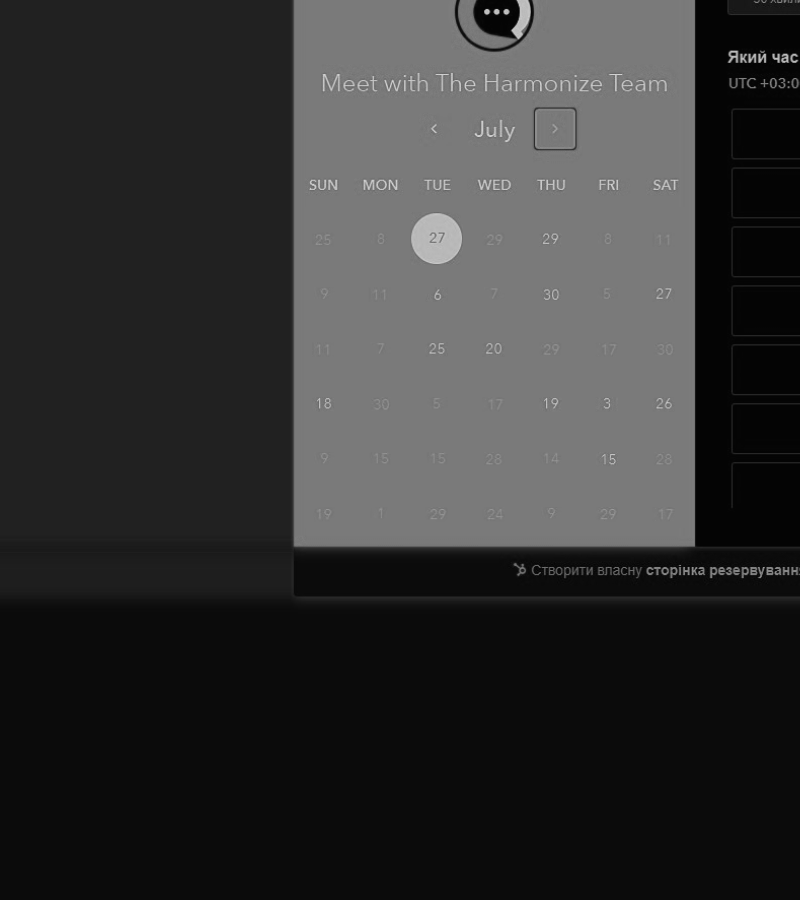 Meet with The Harmonize Team
July
SUN MON TUE WED THU FRI SAT
25 8 27 29 29 8 11
9 11 6 7 30 5 27
11 7 25 20 29 17 30
18 30 5 17 19 3 26
9 15 15 28 14 15 28
19 1 29 24 9 29 17
Який час
UTC +03:0
Створити власну сторінка резервування